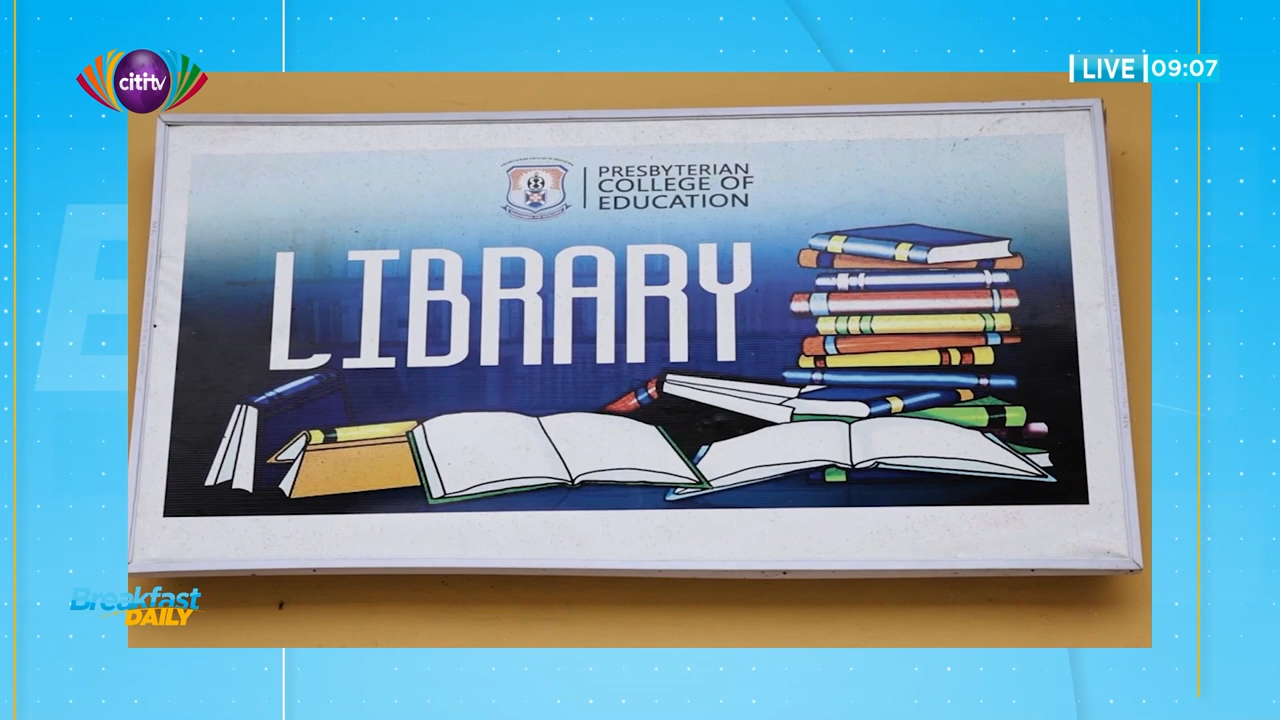 citi tv
LIVE 09:07
PRESBYTERIAN
COLLEGE OF
EDUCATION
LIBRARY
Breakfast
DAILY